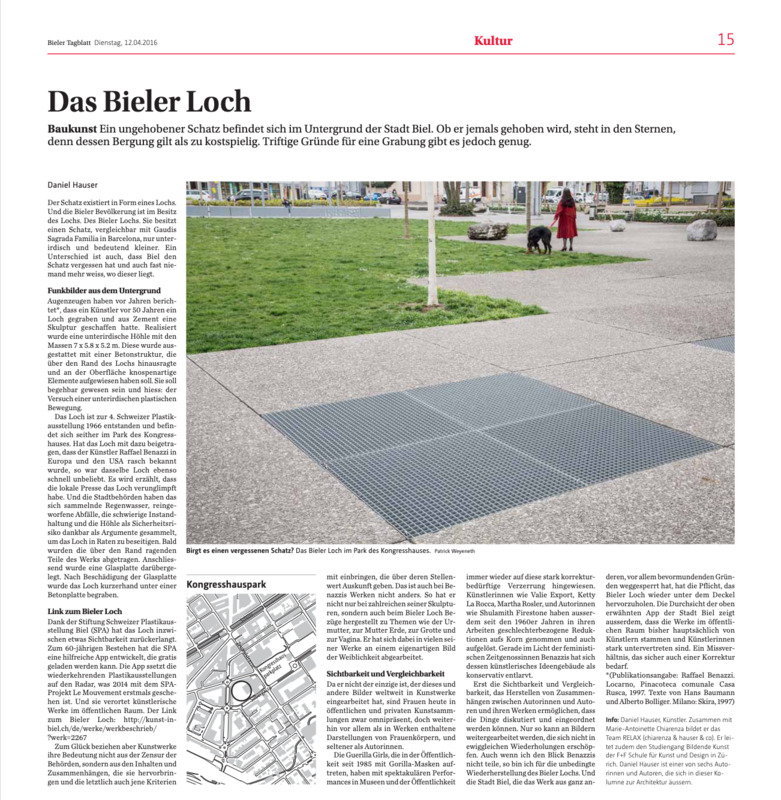 Bieler Tagblatt Dienstag, 12.04.2016
Kultur
15
Das Bieler Loch
Baukunst Ein ungehobener Schatz befindet sich im Untergrund der Stadt Biel. Ob er jemals gehoben wird, steht in den Sternen,
denn dessen Bergung gilt als zu kostspielig. Triftige Gründe für eine Grabung gibt es jedoch genug.
Daniel Hauser
Der Schatz existiert in Form eines Lochs.
Und die Bieler Bevölkerung ist im Besitz
des Lochs. Des Bieler Lochs. Sie besitzt
einen Schatz, vergleichbar mit Gaudis
Sagrada Familia in Barcelona, nur unter-
irdisch und bedeutend kleiner. Ein
Unterschied ist auch, dass Biel den
Schatz vergessen hat und auch fast nie-
mand mehr weiss, wo dieser liegt.
Funkbilder aus dem Untergrund
Augenzeugen haben vor Jahren berich-
tet*, dass ein Künstler vor 50 Jahren ein
Loch gegraben und aus Zement eine
Skulptur geschaffen hatte. Realisiert
wurde eine unterirdische Höhle mit den
Massen 7 x 5.8 x 5.2 m. Diese wurde aus-
gestattet mit einer Betonstruktur, die
über den Rand des Lochs hinausragte
und an der Oberfläche knospenartige
Elemente aufgewiesen haben soll. Sie soll
begehbar gewesen sein und hiess: der
Versuch einer unterirdischen plastischen
Bewegung.
Das Loch ist zur 4. Schweizer Plastik-
ausstellung 1966 entstanden und befin-
det sich seither im Park des Kongress-
hauses. Hat das Loch mit dazu beigetra-
gen, dass der Künstler Raffael Benazzi in
Europa und den USA rasch bekannt
wurde, so war dasselbe Loch ebenso
schnell unbeliebt. Es wird erzählt, dass
die lokale Presse das Loch verunglimpft
habe. Und die Stadtbehörden haben das
sich sammelnde Regenwasser, reinge-
worfene Abfälle, die schwierige Instand-
haltung und die Höhle als Sicherheitsri-
siko dankbar als Argumente gesammelt,
um das Loch in Raten zu beseitigen. Bald
wurden die über den Rand ragenden
Teile des Werks abgetragen. Anschlies-
send wurde eine Glasplatte darüberge-
legt. Nach Beschädigung der Glasplatte
wurde das Loch kurzerhand unter einer
Betonplatte begraben.
Link zum Bieler Loch
Dank der Stiftung Schweizer Plastikaus-
stellung Biel (SPA) hat das Loch inzwi-
schen etwas Sichtbarkeit zurückerlangt.
Zum 60-jährigen Bestehen hat die SPA
eine hilfreiche App entwickelt, die gratis
geladen werden kann. Die App setzt die
wiederkehrenden Plastikausstellungen
auf den Radar, was 2014 mit dem SPA-
Projekt Le Mouvement erstmals gesche-
hen ist. Und sie verortet künstlerische
Werke im öffentlichen Raum. Der Link
zum Bieler Loch: http://kunst-in-
biel.ch/de/werke/werkbeschrieb/
?werk=2267
Zum Glück beziehen aber Kunstwerke
ihre Bedeutung nicht aus der Zensur der
Behörden, sondern aus den Inhalten und
Zusammenhängen, die sie hervorbrin-
gen und die letztlich auch jene Kriterien
Birgt es einen vergessenen Schatz? Das Bieler Loch im Park des Kongresshauses. Patrick Weyeneth
Kongresshauspark
mit einbringen, die über deren Stellen-
wert Auskunft geben. Das ist auch bei Be-
nazzis Werken nicht anders. So hat er
nicht nur bei zahlreichen seiner Skulptu-
ren, sondern auch beim Bieler Loch Be-
züge hergestellt zu Themen wie der Ur-
mutter, zur Mutter Erde, zur Grotte und
zur Vagina. Er hat sich dabei in vielen sei-
ner Werke an einem eigenartigen Bild
der Weiblichkeit abgearbeitet.
Sichtbarkeit und Vergleichbarkeit
Da er nicht der einzige ist, der dieses und
andere Bilder weltweit in Kunstwerke
eingearbeitet hat, sind Frauen heute in
öffentlichen und privaten Kunstsamm-
lungen zwar omnipräsent, doch weiter-
hin vor allem als in Werken enthaltene
Darstellungen von Frauenkörpern, und
seltener als Autorinnen.
Die Guerilla Girls, die in der Öffentlich-
keit seit 1985 mit Gorilla-Masken auf-
treten, haben mit spektakulären Perfor-
mances in Museen und der Öffentlichkeit
immer wieder auf diese stark korrektur-
bedürftige Verzerrung hingewiesen.
Künstlerinnen wie Valie Export, Ketty
La Rocca, Martha Rosler, und Autorinnen
wie Shulamith Firestone haben ausser-
dem seit den 1960er Jahren in ihren
Arbeiten geschlechterbezogene Reduk-
tionen aufs Korn genommen und auch
aufgelöst. Gerade im Licht der feministi-
schen Zeitgenossinnen Benazzis hat sich
dessen künstlerisches Ideengebäude als
konservativ entlarvt.
Erst die Sichtbarkeit und Vergleich-
barkeit, das Herstellen von Zusammen-
hängen zwischen Autorinnen und Auto-
ren und ihren Werken ermöglichen, dass
die Dinge diskutiert und eingeordnet
werden können. Nur so kann an Bildern
weitergearbeitet werden, die sich nicht in
ewiggleichen Wiederholungen erschöp-
fen. Auch wenn ich den Blick Benazzis
nicht teile, so bin ich für die unbedingte
Wiederherstellung des Bieler Lochs. Und
die Stadt Biel, die das Werk aus ganz an-
deren, vor allem bevormundenden Grün-
den weggesperrt hat, hat die Pflicht, das
Bieler Loch wieder unter dem Deckel
hervorzuholen. Die Durchsicht der oben
erwähnten App der Stadt Biel zeigt
ausserdem, dass die Werke im öffentli-
chen Raum bisher hauptsächlich von
Künstlern stammen und Künstlerinnen
stark untervertreten sind. Ein Missver-
hältnis, das sicher auch einer Korrektur
bedarf.
*(Publikationsangabe: Raffael Benazzi.
Locarno, Pinacoteca comunale Casa
Rusca, 1997. Texte von Hans Baumann
und Alberto Bolliger. Milano: Skira, 1997)
Info: Daniel Hauser, Künstler. Zusammen mit
Marie-Antoinette Chiarenza bildet er das
Team RELAX (chiarenza & hauser & co). Er lei-
tet zudem den Studiengang Bildende Kunst
der F+F Schule für Kunst und Design in Zü-
rich. Daniel Hauser ist einer von sechs Auto-
rinnen und Autoren, die sich in dieser Ko-
lumne zur Architektur äussern.